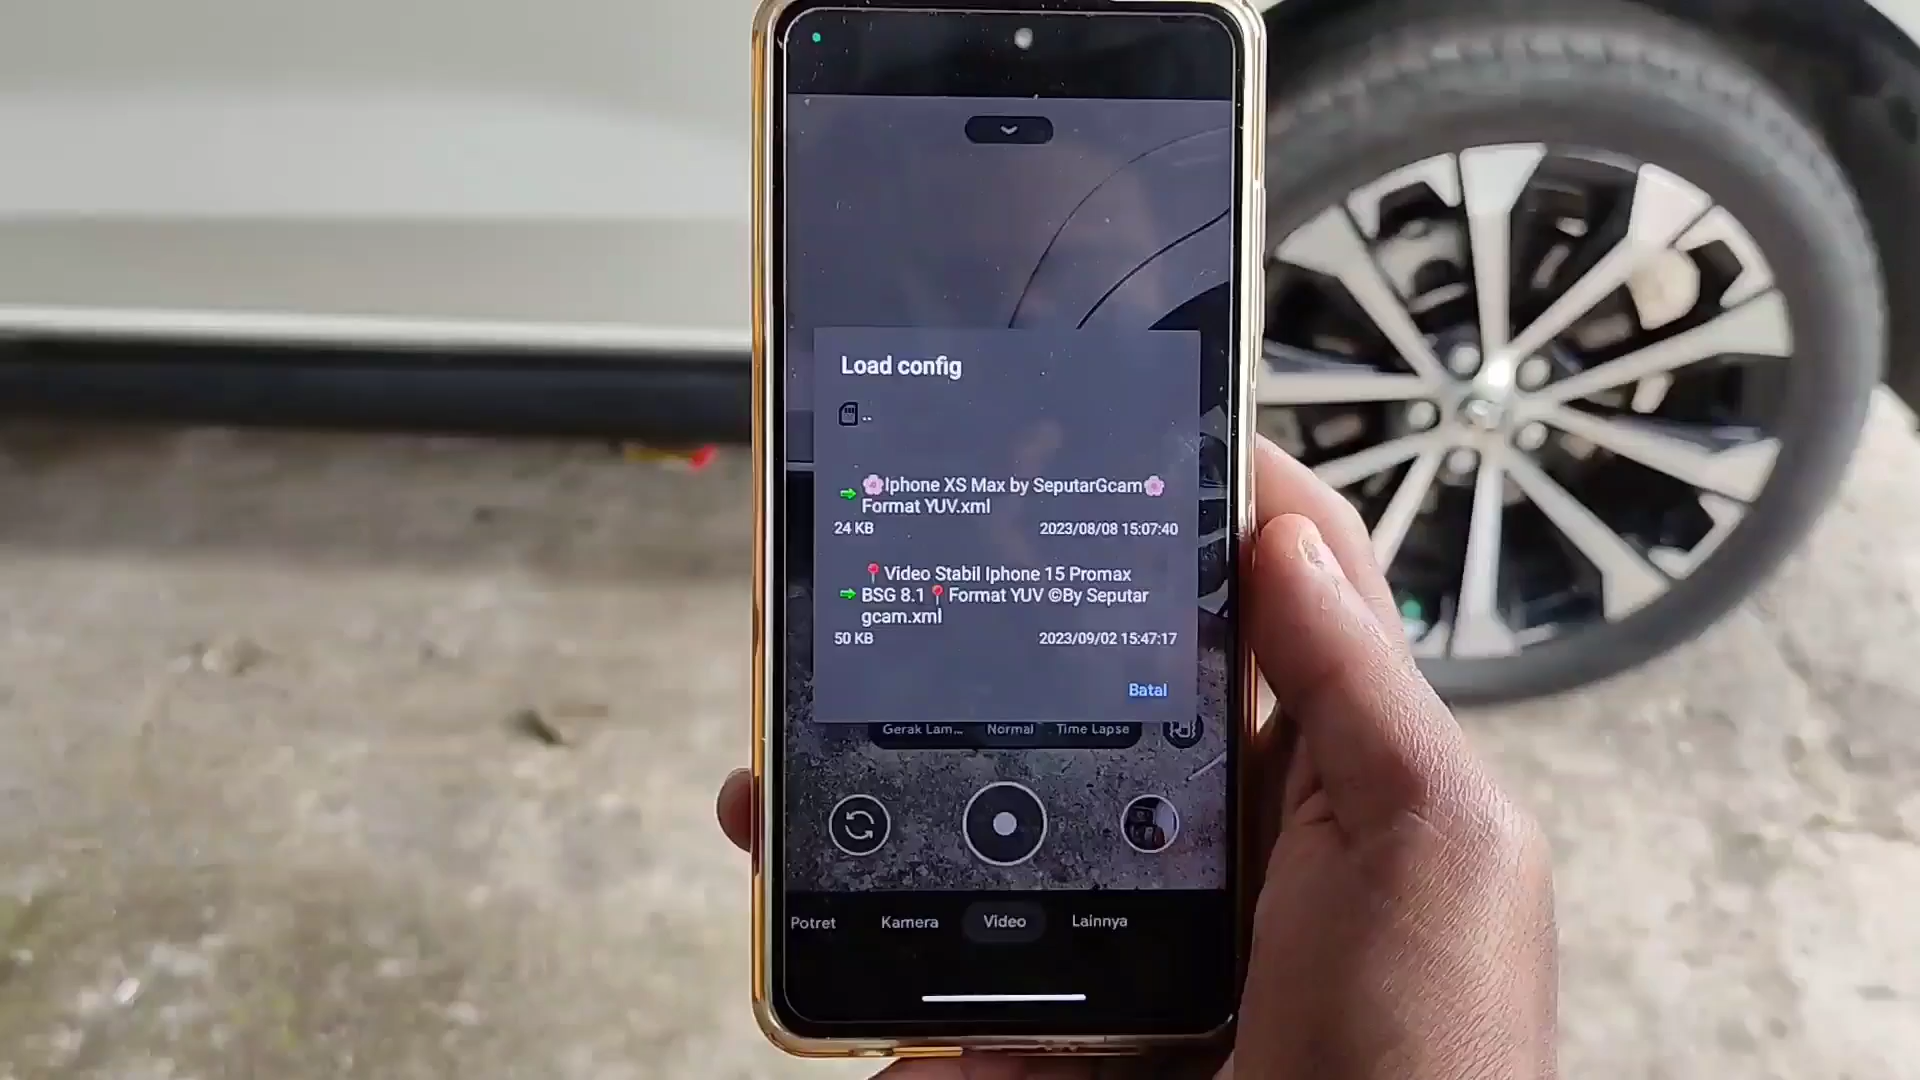 Load config
..
🌸Iphone XS Max by SeputarGcam🌸
Format YUV.xml
24 KB 2023/08/08 15:07:40
📍Video Stabil Iphone 15 Promax
BSG 8.1📍Format YUV ©By Seputar
gcam.xml
50 KB 2023/09/02 15:47:17
Batal
Gerak Lam... Normal Time Lapse
Potret Kamera Video Lainnya